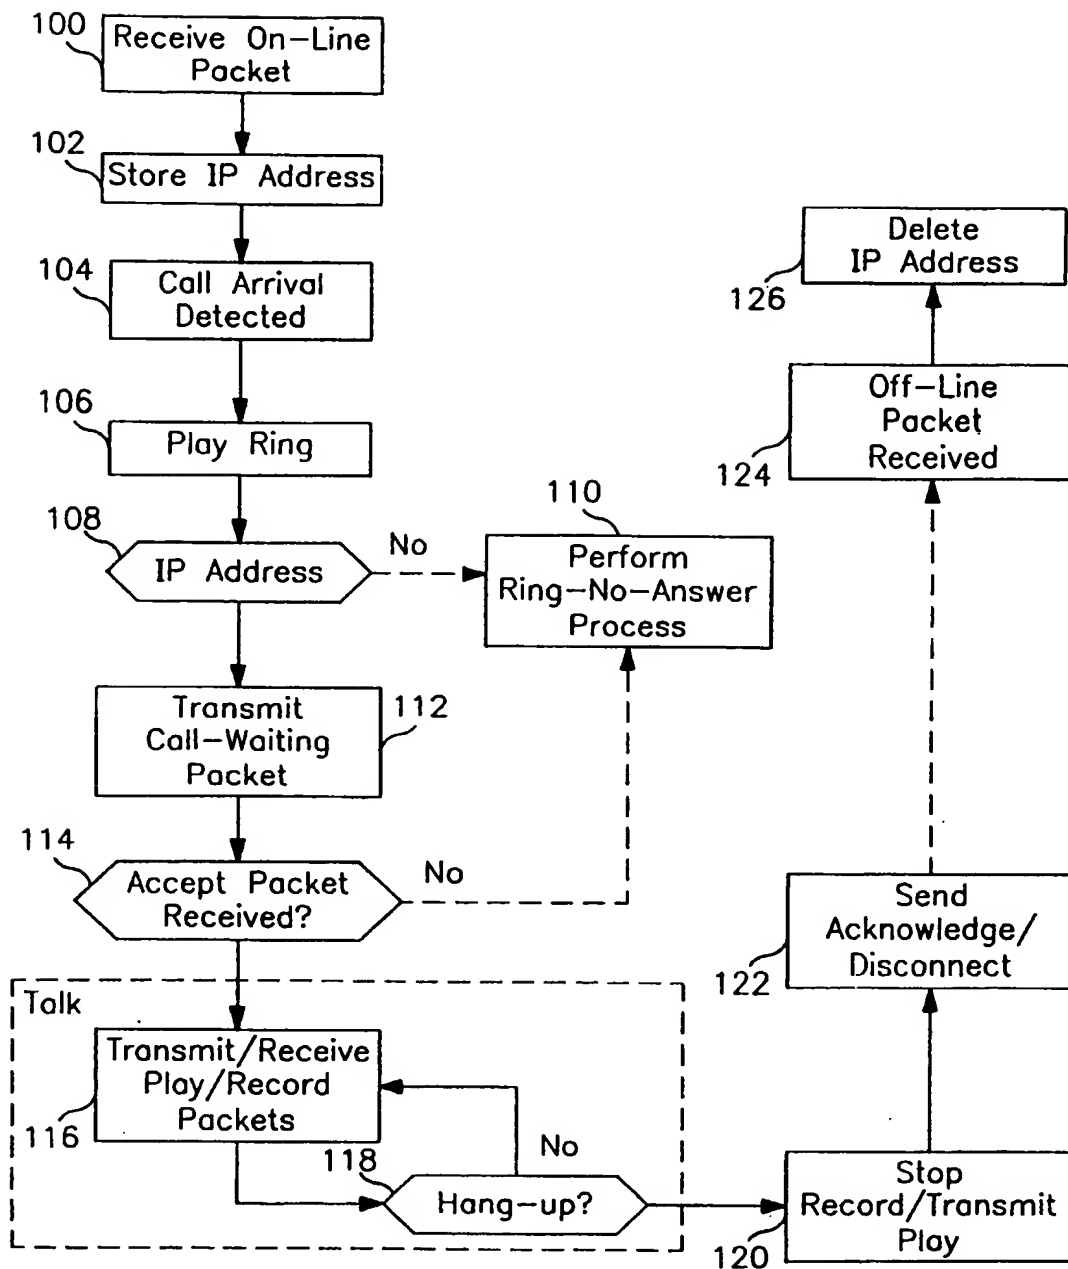 100
Receive On-Line
Packet
102
Store IP Address
104
Call Arrival
Detected
106
Play Ring
108
IP Address
No
110
Perform
Ring-No-Answer
Process
Transmit
Call-Waiting
Packet
112
114
Accept Packet
Received?
No
Talk
Transmit/Receive
Play/Record
Packets
116
118
Hang-up?
No
Stop
Record/Transmit
Play
120
Send
Acknowledge/
Disconnect
122
Off-Line
Packet
Received
124
Delete
IP Address
126